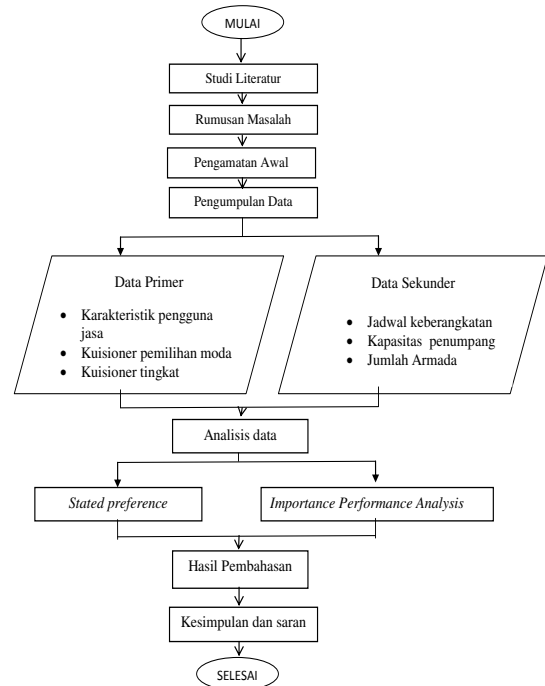 MULAI
Studi Literatur
Rumusan Masalah
Pengamatan Awal
Pengumpulan Data
Data Primer
• Karakteristik pengguna
jasa
• Kuisioner pemilihan moda
• Kuisioner tingkat
Data Sekunder
• Jadwal keberangkatan
• Kapasitas penumpang
• Jumlah Armada
Analisis data
Stated preference
Importance Performance Analysis
Hasil Pembahasan
Kesimpulan dan saran
SELESAI